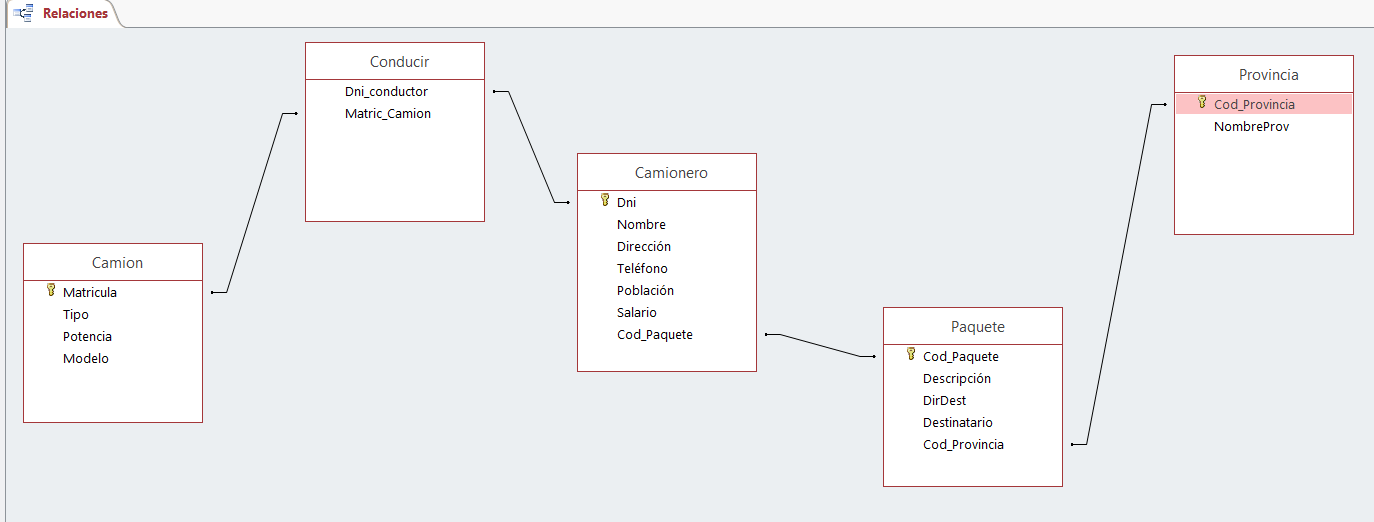 Relaciones
Conducir
Dni_conductor
Matric_Camion
Camion
Matricula
Tipo
Potencia
Modelo
Camionero
Dni
Nombre
Dirección
Teléfono
Población
Salario
Cod_Paquete
Paquete
Cod_Paquete
Descripción
DirDest
Destinatario
Cod_Provincia
Provincia
Cod_Provincia
NombreProv